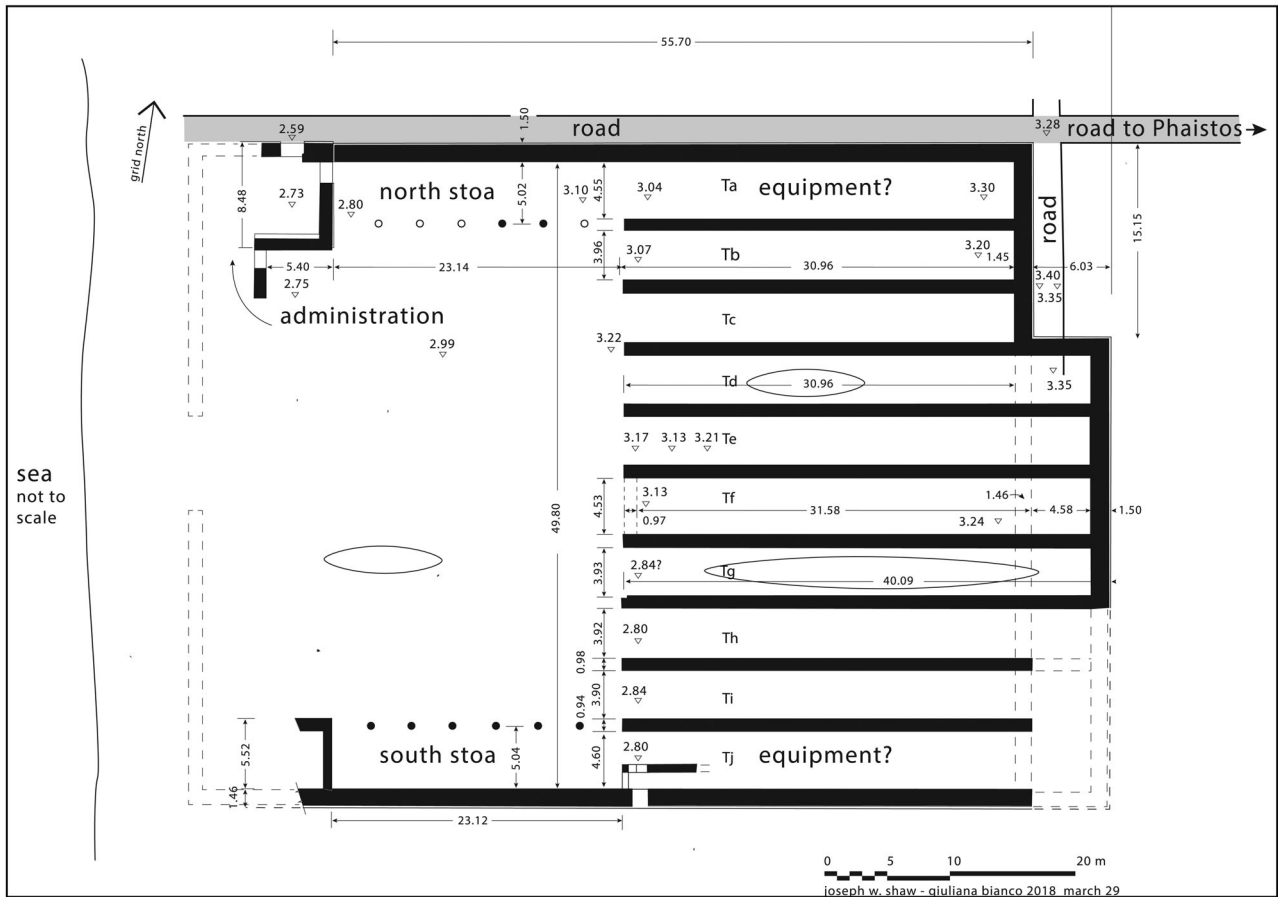 55.70
grid north
2.59
1.50
road
3.28
road to Phaistos
8.48
2.73
2.80
north stoa
5.02
3.10
4.55
3.04
Ta
equipment?
3.30
road
15.15
3.96
3.07
Tb
3.20
1.45
5.40
23.14
30.96
6.03
2.75
3.40
3.35
administration
2.99
3.22
Tc
Td
30.96
3.35
3.17
3.13
3.21
Te
sea
not to
scale
49.80
4.53
3.13
0.97
Tf
1.46
31.58
3.24
4.58
1.50
3.93
2.84?
Tg
40.09
3.92
2.80
Th
0.98
3.90
2.84
Ti
0.94
5.52
south stoa
5.04
4.60
2.80
Tj
equipment?
1.46
23.12
0
5
10
20 m
joseph w. shaw - giuliana bianco 2018 march 29